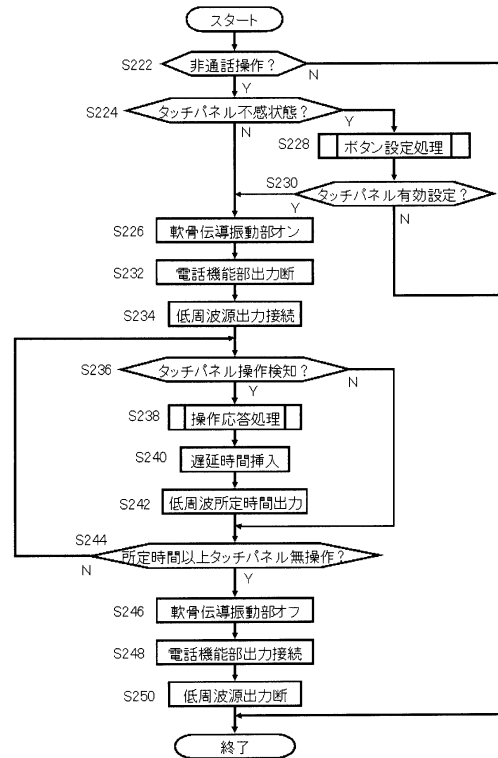 スタート
S222
非通話操作？
N
Y
S224
タッチパネル不感状態？
Y
N
S228
ボタン設定処理
S230
タッチパネル有効設定？
Y
N
S226
軟骨伝導振動部オン
S232
電話機能部出力断
S234
低周波源出力接続
S236
タッチパネル操作検知？
N
Y
S238
操作応答処理
S240
遅延時間挿入
S242
低周波所定時間出力
S244
所定時間以上タッチパネル無操作？
N
Y
S246
軟骨伝導振動部オフ
S248
電話機能部出力接続
S250
低周波源出力断
終了